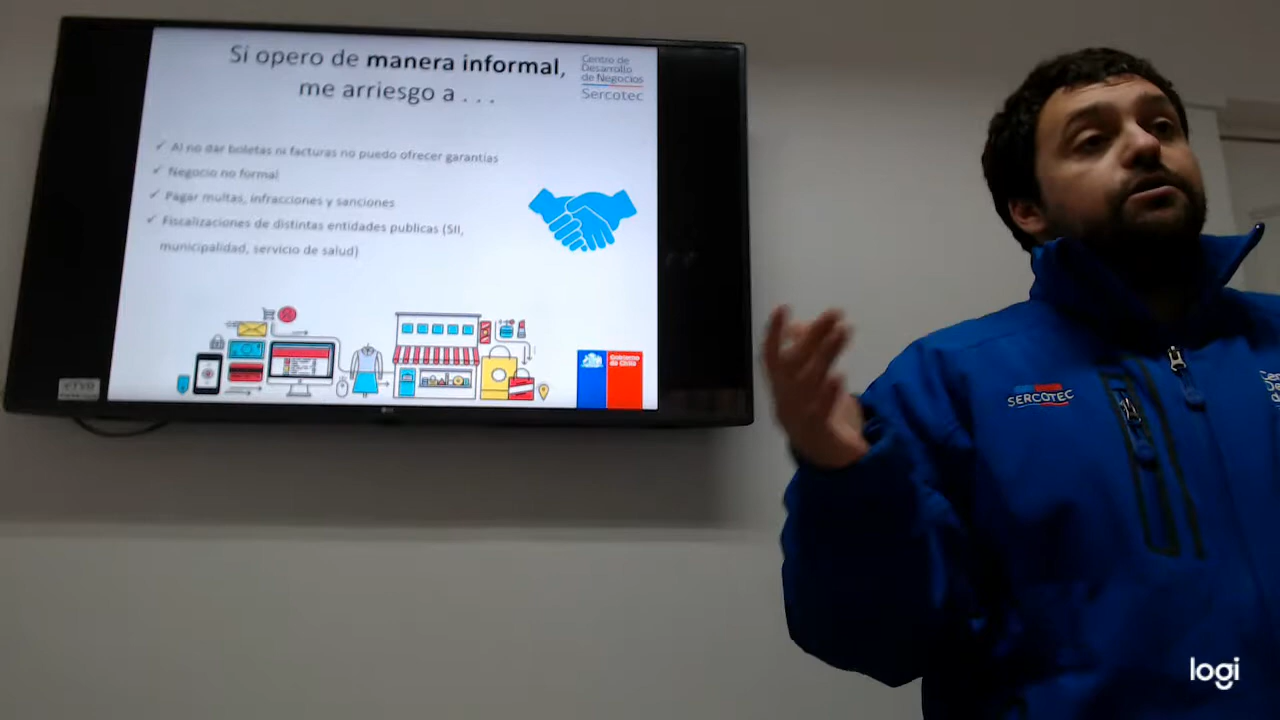 Si opero de manera informal,
me arriesgo a . . .
Centro de
Desarrollo
de Negocios
Sercotec
✓ Al no dar boletas ni facturas no puedo ofrecer garantías
✓ Negocio no formal
✓ Pagar multas, infracciones y sanciones
✓ Fiscalizaciones de distintas entidades publicas (SII,
municipalidad, servicio de salud)
Gobierno
de Chile
LG
SERCOTEC
logi